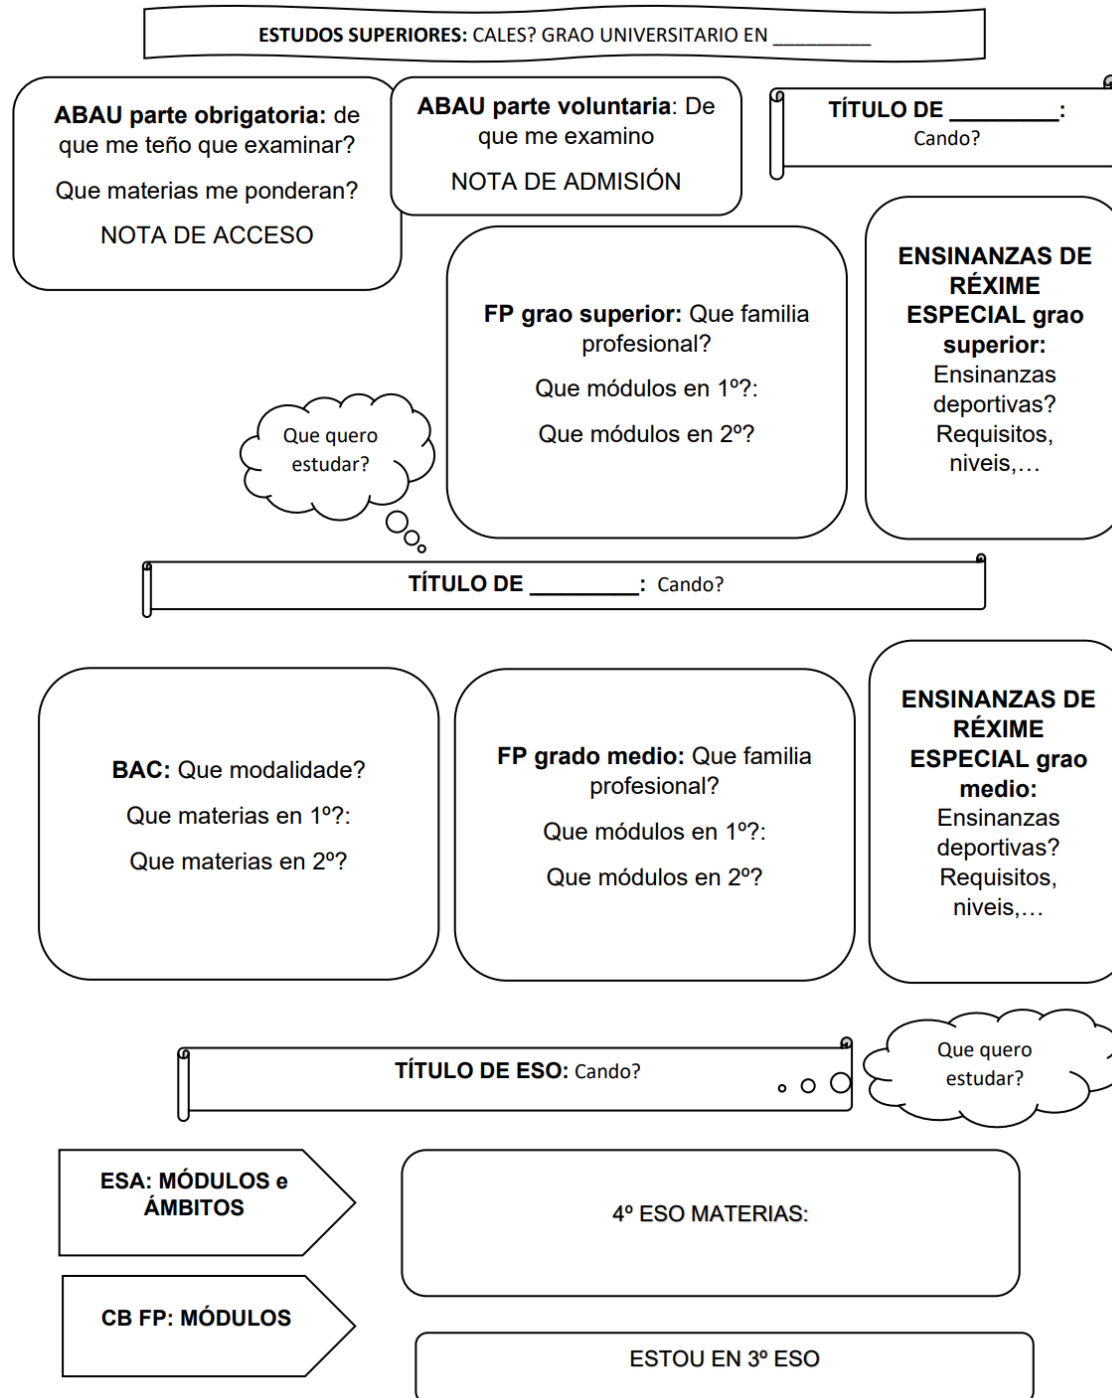 ESTUDOS SUPERIORES: CALES? GRAO UNIVERSITARIO EN _________
ABAU parte obrigatoria: de
que me teño que examinar?
Que materias me ponderan?
NOTA DE ACCESO
ABAU parte voluntaria: De
que me examino
NOTA DE ADMISIÓN
TÍTULO DE _________:
Cando?
FP grao superior: Que familia
profesional?
Que módulos en 1º?:
Que módulos en 2º?
ENSINANZAS DE
RÉXIME
ESPECIAL grao
superior:
Ensinanzas
deportivas?
Requisitos,
niveis,…
Que quero
estudar?
TÍTULO DE _________: Cando?
BAC: Que modalidade?
Que materias en 1º?:
Que materias en 2º?
FP grado medio: Que familia
profesional?
Que módulos en 1º?:
Que módulos en 2º?
ENSINANZAS DE
RÉXIME
ESPECIAL grao
medio:
Ensinanzas
deportivas?
Requisitos,
niveis,…
TÍTULO DE ESO: Cando?
Que quero
estudar?
ESA: MÓDULOS e
ÁMBITOS
4º ESO MATERIAS:
CB FP: MÓDULOS
ESTOU EN 3º ESO